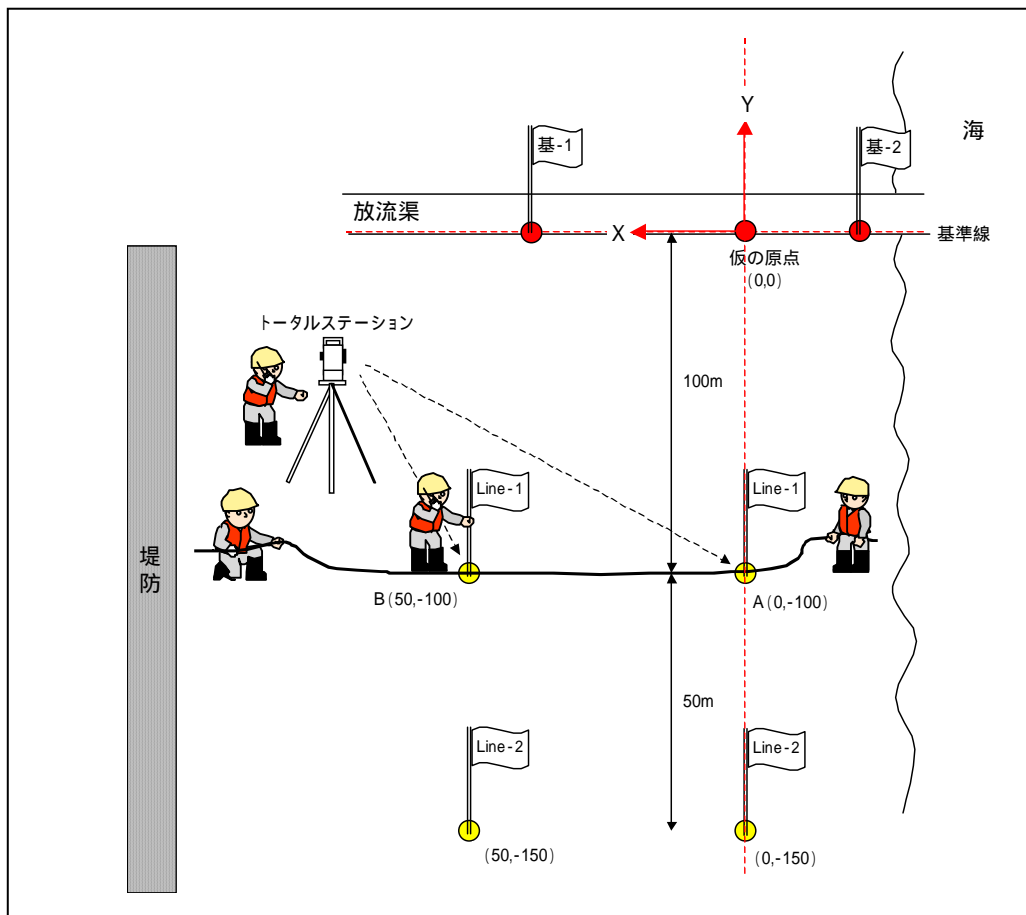 Y
海
基-1
基-2
放流渠
X
基準線
仮の原点
(0,0)
トータルステーション
100m
Line-1
Line-1
堤防
B(50,-100)
A(0,-100)
50m
Line-2
Line-2
(50,-150)
(0,-150)